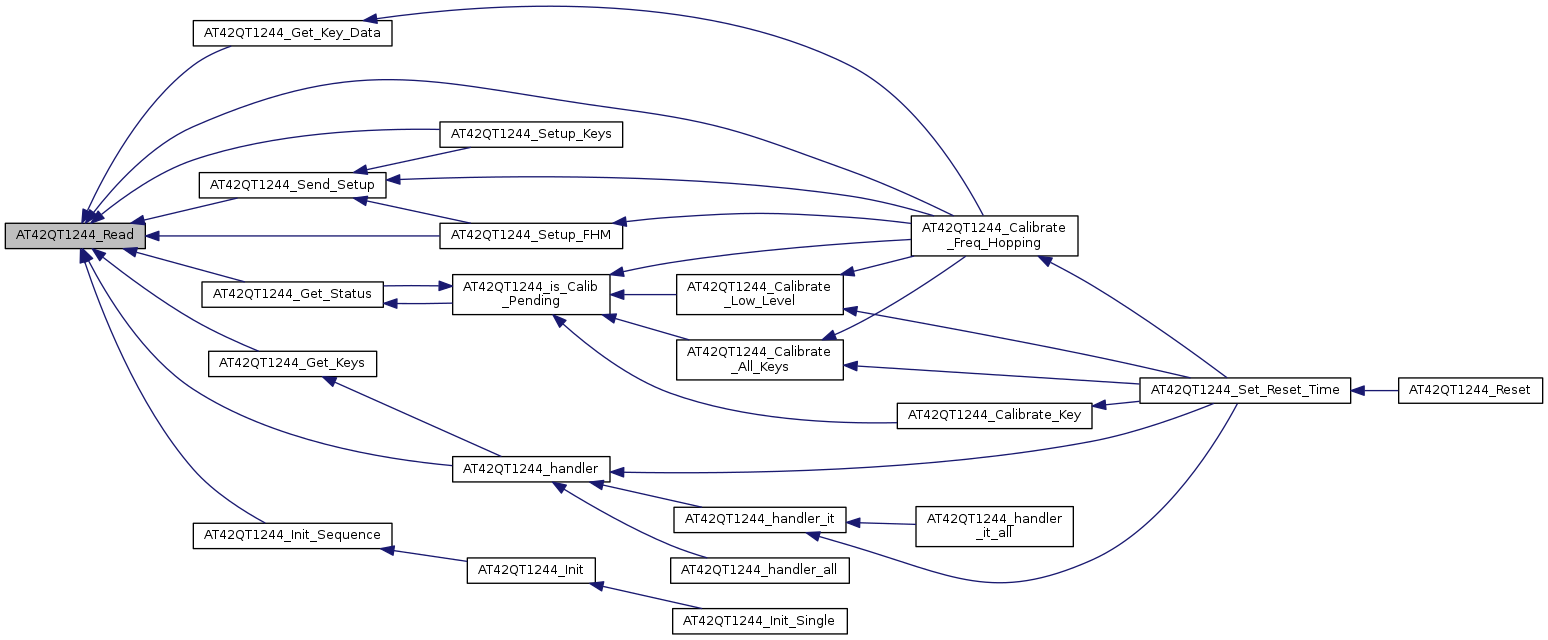 AT42QT1244_Get_Key_Data
AT42QT1244_Setup_Keys
AT42QT1244_Send_Setup
AT42QT1244_Read
AT42QT1244_Setup_FHM
AT42QT1244_Calibrate
_Freq_Hopping
AT42QT1244_Get_Status
AT42QT1244_is_Calib
_Pending
AT42QT1244_Calibrate
_Low_Level
AT42QT1244_Get_Keys
AT42QT1244_Calibrate
_All_Keys
AT42QT1244_Set_Reset_Time
AT42QT1244_Reset
AT42QT1244_Calibrate_Key
AT42QT1244_handler
AT42QT1244_handler_it
AT42QT1244_handler
_it_all
AT42QT1244_Init_Sequence
AT42QT1244_Init
AT42QT1244_handler_all
AT42QT1244_Init_Single